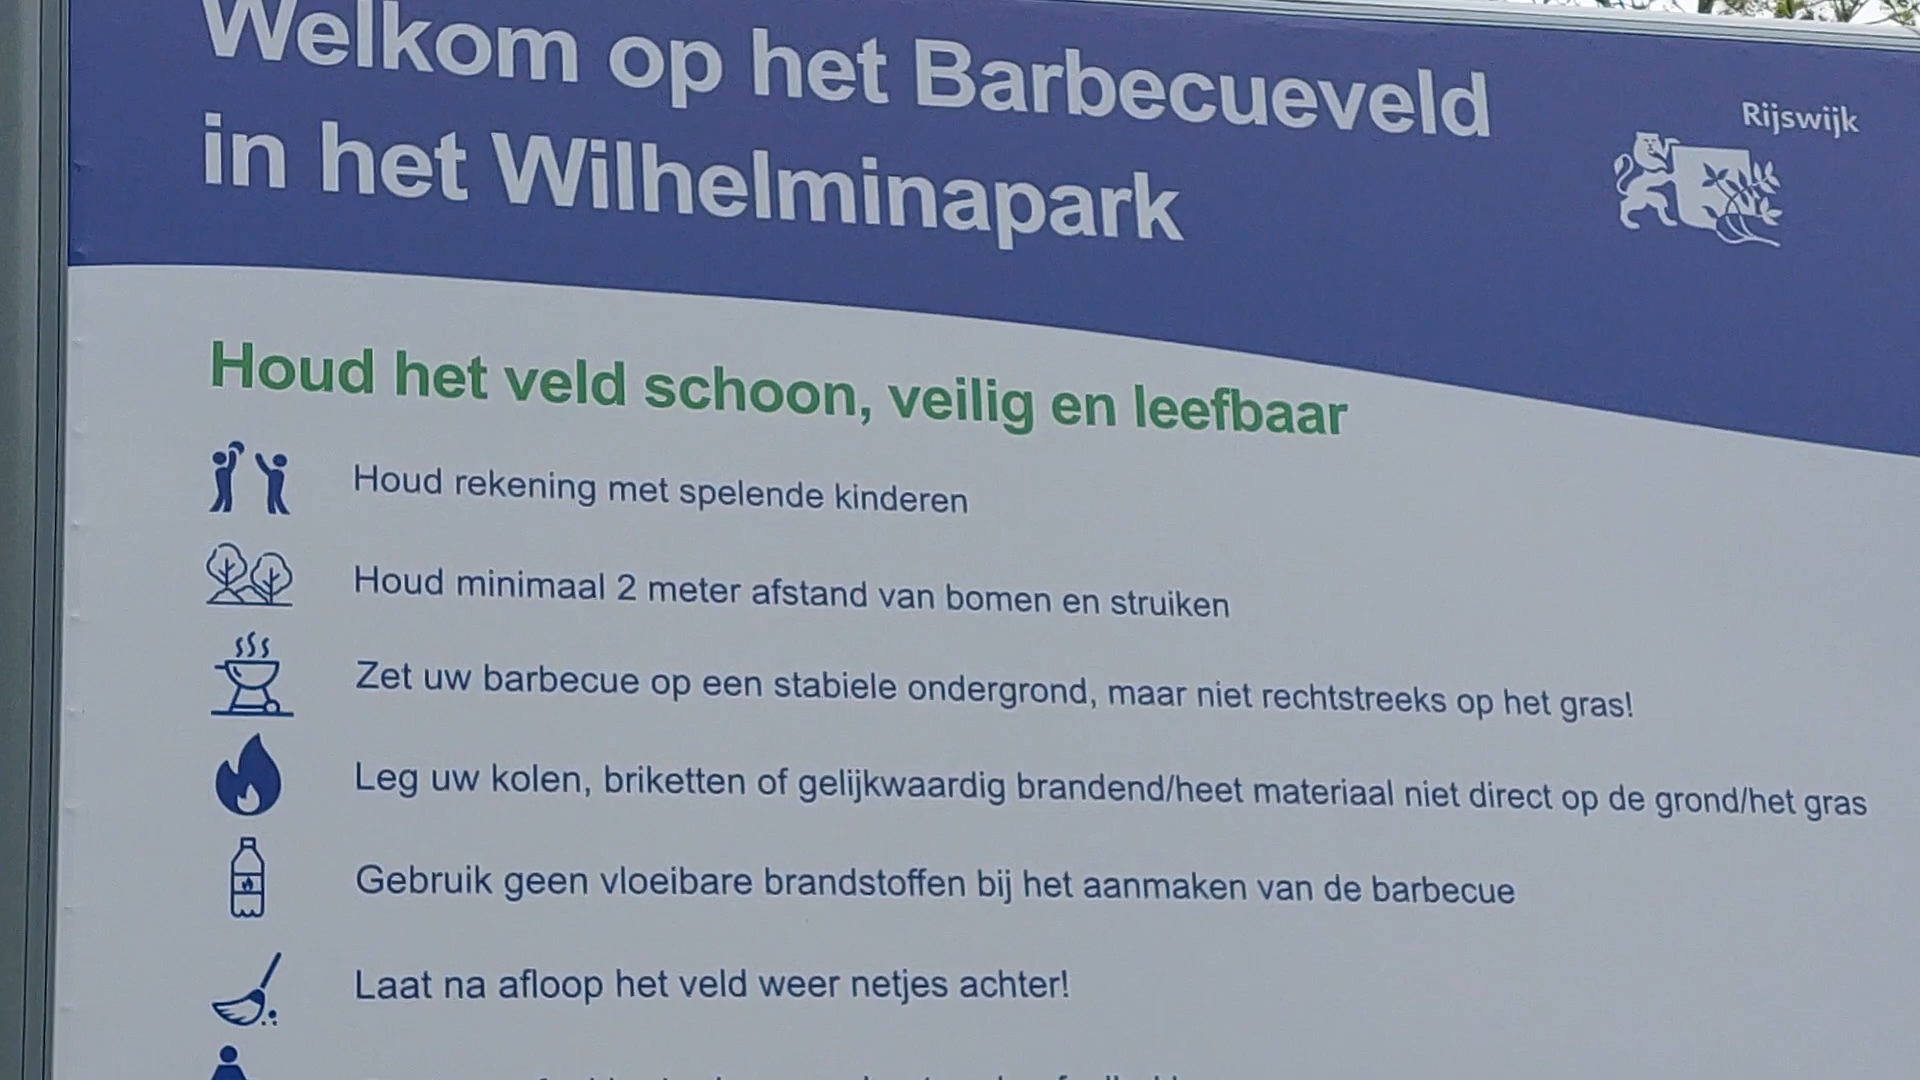 Welkom op het Barbecueveld
in het Wilhelminapark
Rijswijk
Houd het veld schoon, veilig en leefbaar
Houd rekening met spelende kinderen
Houd minimaal 2 meter afstand van bomen en struiken
Zet uw barbecue op een stabiele ondergrond, maar niet rechtstreeks op het gras!
Leg uw kolen, briketten of gelijkwaardig brandend/heet materiaal niet direct op de grond/het gras
Gebruik geen vloeibare brandstoffen bij het aanmaken van de barbecue
Laat na afloop het veld weer netjes achter!